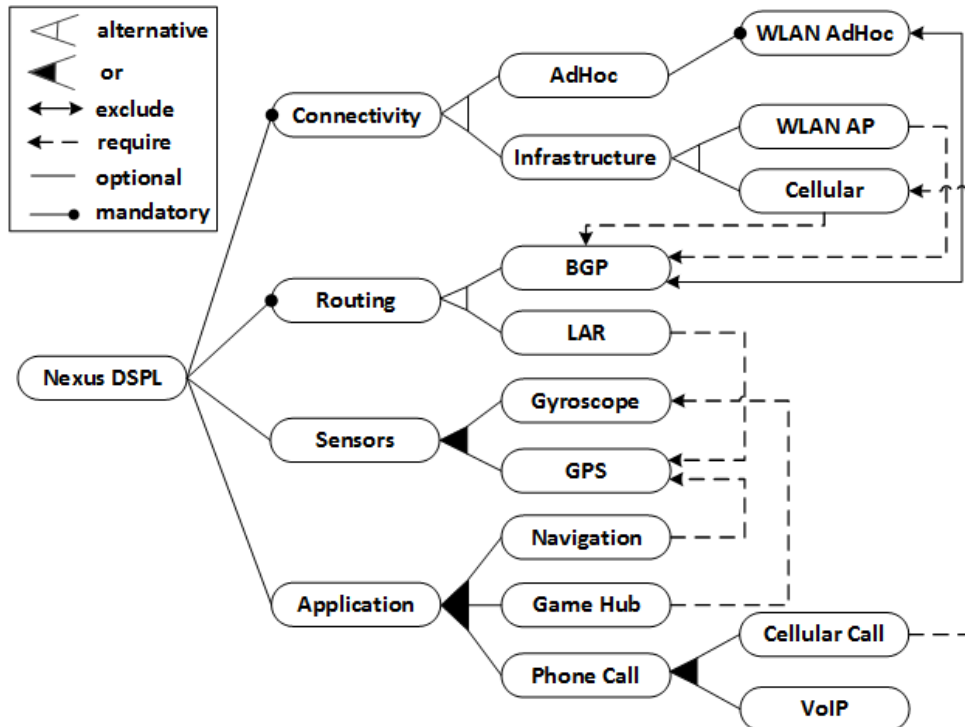 alternative
or
exclude
require
optional
mandatory
Nexus DSPL
Connectivity
Routing
Sensors
Application
AdHoc
Infrastructure
BGP
LAR
Gyroscope
GPS
Navigation
Game Hub
Phone Call
WLAN AdHoc
WLAN AP
Cellular
Cellular Call
VoIP